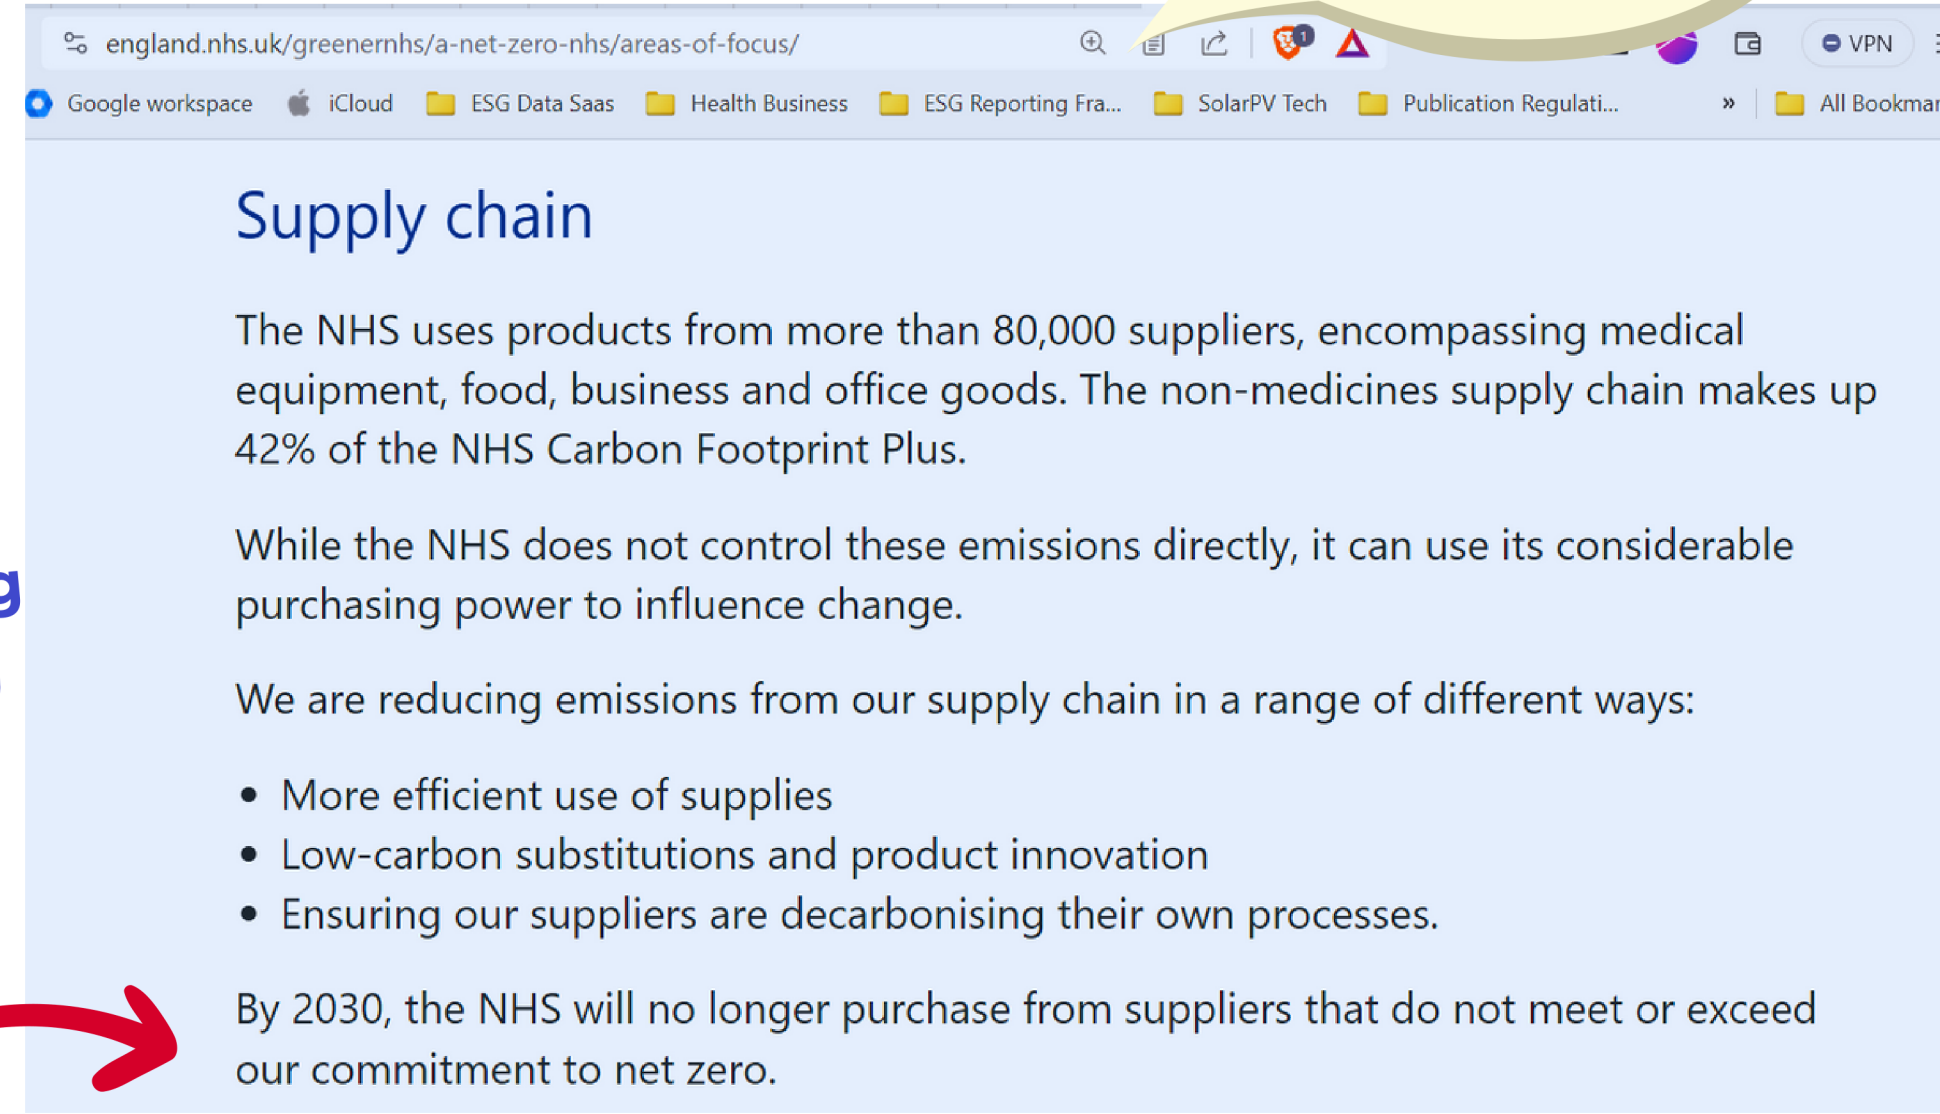 england.nhs.uk/greenernhs/a-net-zero-nhs/areas-of-focus/
1
VPN
Google workspace iCloud ESG Data Saas Health Business ESG Reporting Fra... SolarPV Tech Publication Regulati... » All Bookmar
Supply chain
The NHS uses products from more than 80,000 suppliers, encompassing medical
equipment, food, business and office goods. The non-medicines supply chain makes up
42% of the NHS Carbon Footprint Plus.
While the NHS does not control these emissions directly, it can use its considerable
g
purchasing power to influence change.
We are reducing emissions from our supply chain in a range of different ways:
• More efficient use of supplies
• Low-carbon substitutions and product innovation
• Ensuring our suppliers are decarbonising their own processes.
By 2030, the NHS will no longer purchase from suppliers that do not meet or exceed
our commitment to net zero.